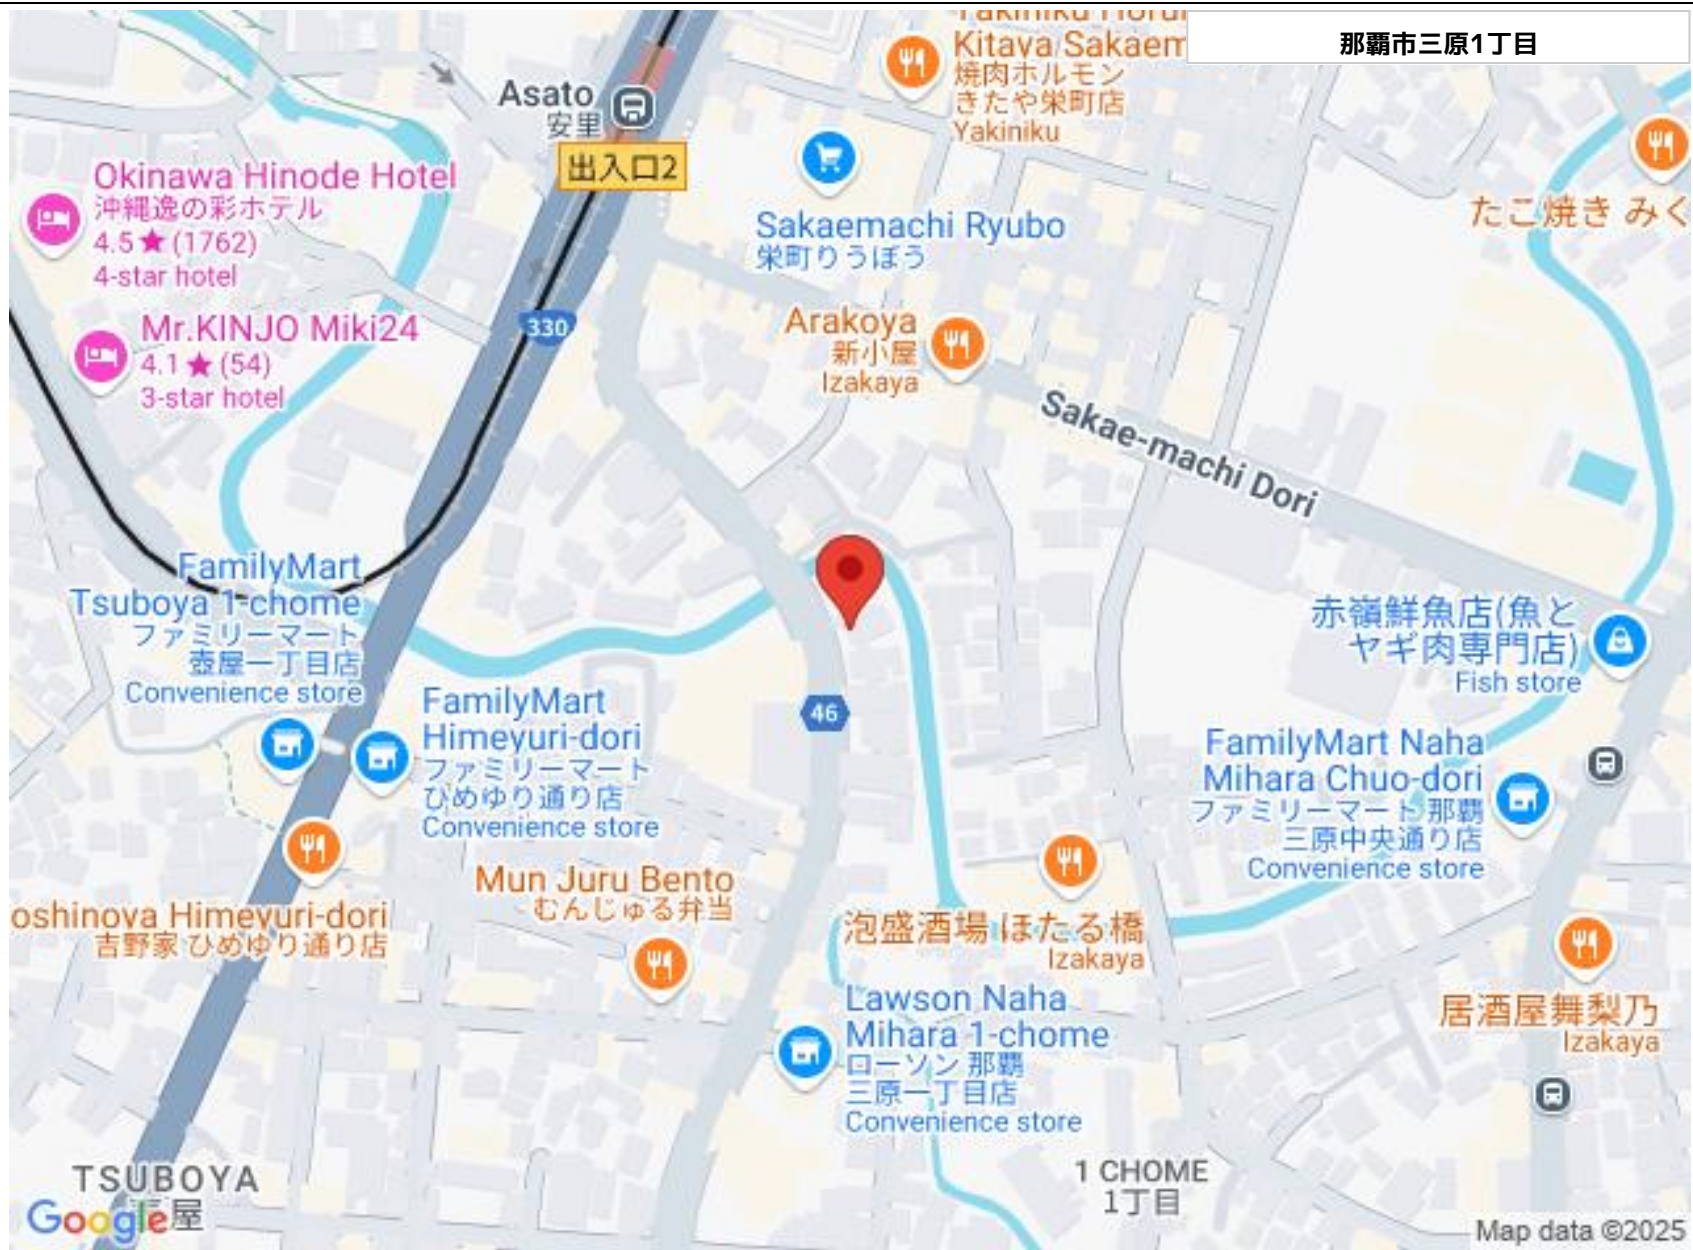 那覇市三原1丁目
Kitaya Sakaem
焼肉ホルモン
きたや栄町店
Yakiniku
Asato
安里
出入口2
Okinawa Hinode Hotel
沖縄逸の彩ホテル
4.5★(1762)
4-star hotel
Sakaemachi Ryubo
栄町りうぼう
たこ焼き みく
Mr.KINJO Miki24
4.1★(54)
3-star hotel
330
Arakoya
新小屋
Izakaya
Sakae-machi Dori
FamilyMart
Tsuboya 1-chome
ファミリーマート
壺屋一丁目店
Convenience store
赤嶺鮮魚店(魚と
ヤギ肉専門店)
Fish store
46
FamilyMart
Himeyuri-dori
ファミリーマート
ひめゆり通り店
Convenience store
FamilyMart Naha
Mihara Chuo-dori
ファミリーマート那覇
三原中央通り店
Convenience store
Mun Juru Bento
むんじゅる弁当
oshinoya Himeyuri-dori
吉野家 ひめゆり通り店
泡盛酒場 ほたる橋
Izakaya
Lawson Naha
Mihara 1-chome
ローソン 那覇
三原一丁目店
Convenience store
居酒屋舞梨乃
Izakaya
TSUBOYA
屋
1 CHOME
1丁目
Google
Map data ©2025